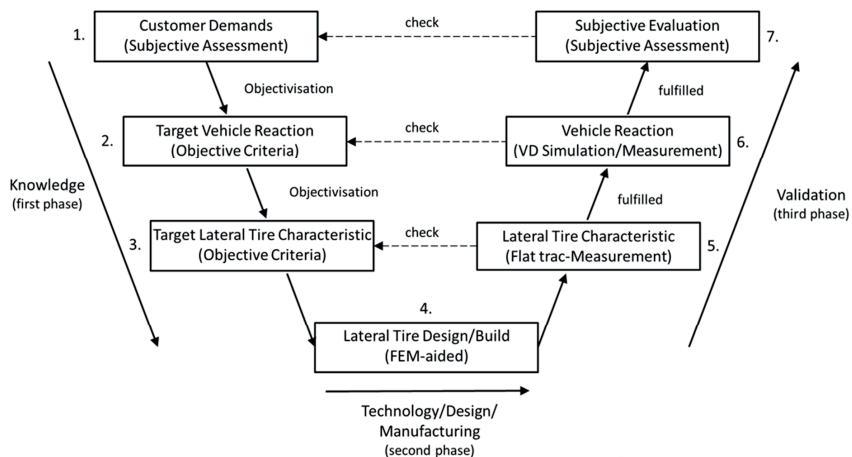 1.
Customer Demands
(Subjective Assessment)
check
Subjective Evaluation
(Subjective Assessment)
7.
Objectivisation
fulfilled
2.
Target Vehicle Reaction
(Objective Criteria)
check
Vehicle Reaction
(VD Simulation/Measurement)
6.
Knowledge
(first phase)
Objectivisation
fulfilled
Validation
(third phase)
3.
Target Lateral Tire Characteristic
(Objective Criteria)
check
Lateral Tire Characteristic
(Flat trac-Measurement)
5.
4.
Lateral Tire Design/Build
(FEM-aided)
Technology/Design/
Manufacturing
(second phase)